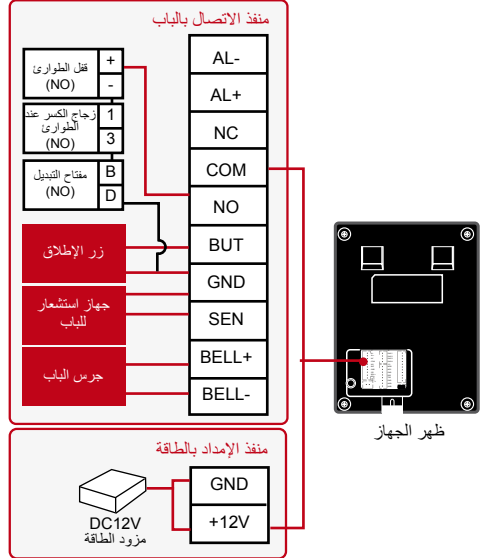 منفذ الاتصال بالباب
قفل الطوارئ
(NO)
+
-
زجاج الكسر عند
الطوارئ
(NO)
1
3
مفتاح التبديل
(NO)
B
D
زر الإطلاق
جهاز استشعار
للباب
جرس الباب
AL-
AL+
NC
COM
NO
BUT
GND
SEN
BELL+
BELL-
ظهر الجهاز
منفذ الإمداد بالطاقة
GND
+12V
DC12V
مزود الطاقة